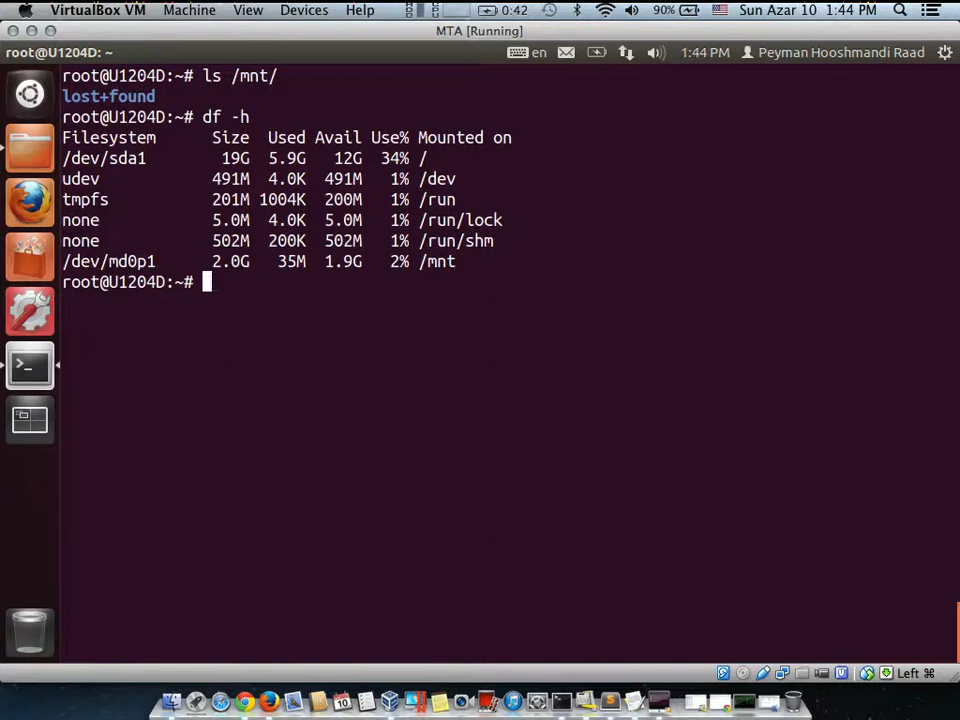 VirtualBox VM Machine View Devices Help 0:42 90% Sun Azar 10 1:44 PM
MTA [Running]
root@U1204D: ~ en 1:44 PM Peyman Hooshmandi Raad
root@U1204D:~# ls /mnt/
lost+found
root@U1204D:~# df -h
Filesystem Size Used Avail Use% Mounted on
/dev/sda1 19G 5.9G 12G 34% /
udev 491M 4.0K 491M 1% /dev
tmpfs 201M 1004K 200M 1% /run
none 5.0M 4.0K 5.0M 1% /run/lock
none 502M 200K 502M 1% /run/shm
/dev/md0p1 2.0G 35M 1.9G 2% /mnt
root@U1204D:~#
>_
Left ⌘
10